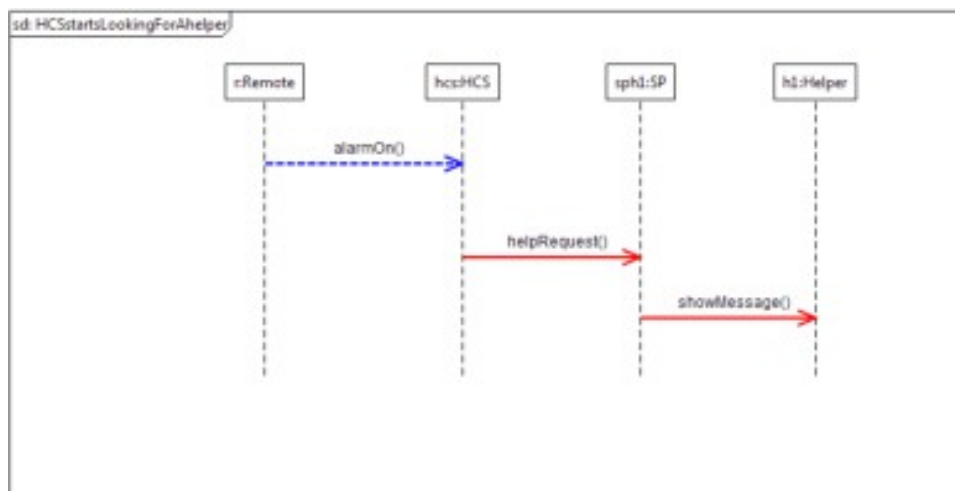 sd: HCSstartsLookingForAhelper
r:Remote
hcs:HCS
sph1:SP
h1:Helper
alarmOn()
helpRequest()
showMessage()